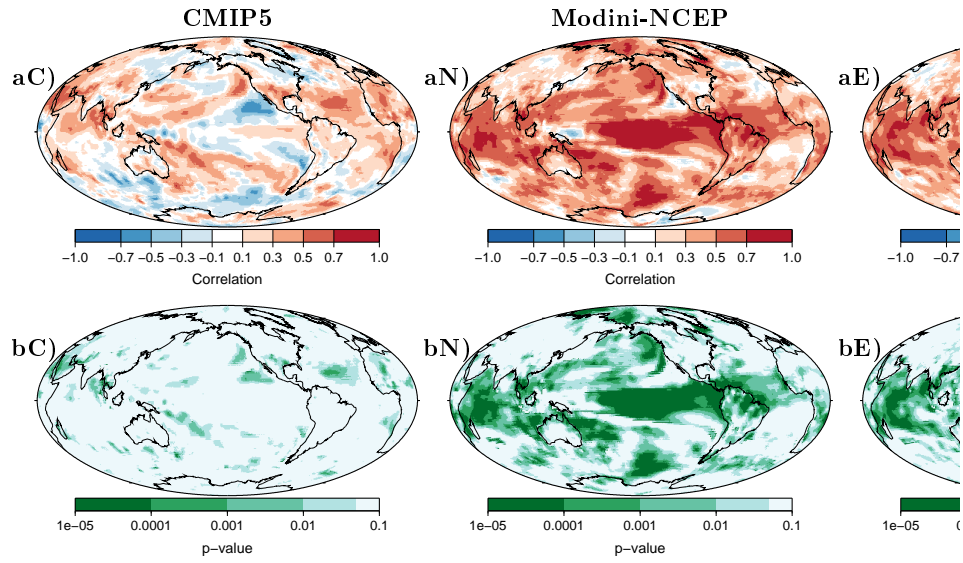 CMIP5 Modini-NCEP
aC) aN) aE)
−1.0 −0.7 −0.5 −0.3 −0.1 0.1 0.3 0.5 0.7 1.0 −1.0 −0.7 −0.5 −0.3 −0.1 0.1 0.3 0.5 0.7 1.0 −1.0 −0.7
Correlation Correlation
bC) bN) bE)
1e−05 0.0001 0.001 0.01 0.1 1e−05 0.0001 0.001 0.01 0.1 1e−05
p−value p−value